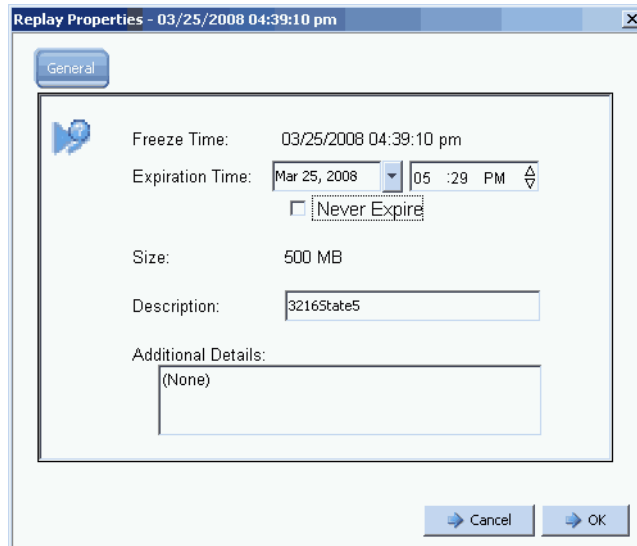 Replay Properties - 03/25/2008 04:39:10 pm
General
Freeze Time: 03/25/2008 04:39:10 pm
Expiration Time: Mar 25, 2008 05 :29 PM
Never Expire
Size: 500 MB
Description: 3216State5
Additional Details:
(None)
Cancel OK